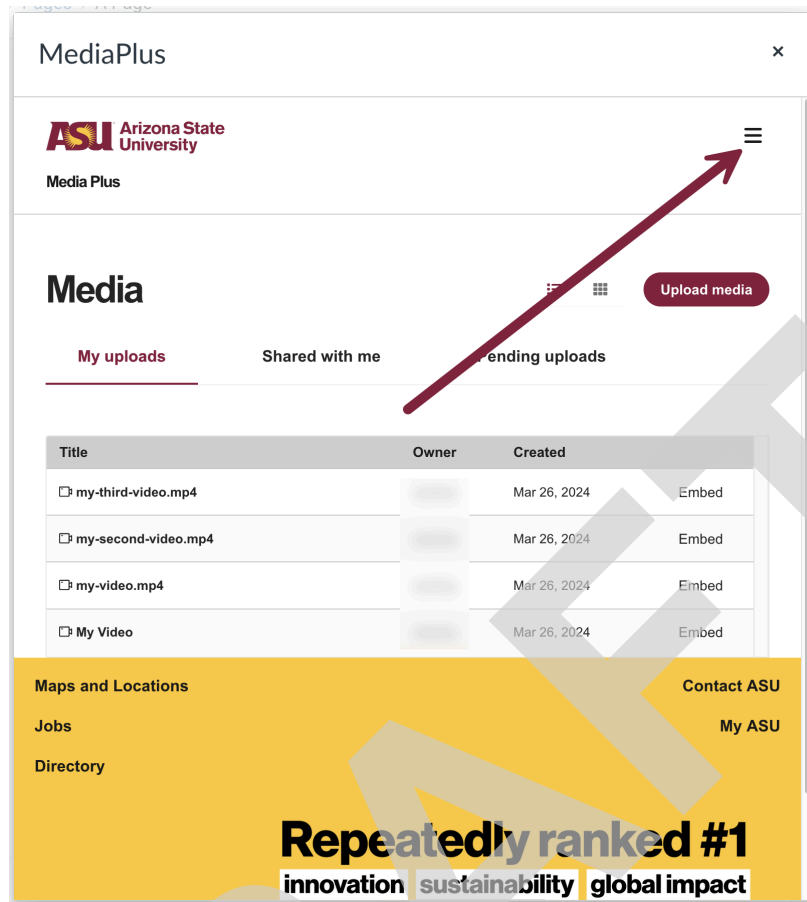 Pages > A Page
MediaPlus
×
ASU Arizona State
University
Media Plus
Media
Upload media
My uploads Shared with me Pending uploads
Title Owner Created
my-third-video.mp4 Mar 26, 2024 Embed
my-second-video.mp4 Mar 26, 2024 Embed
my-video.mp4 Mar 26, 2024 Embed
My Video Mar 26, 2024 Embed
Maps and Locations Contact ASU
Jobs My ASU
Directory
Repeatedly ranked #1
innovation sustainability global impact